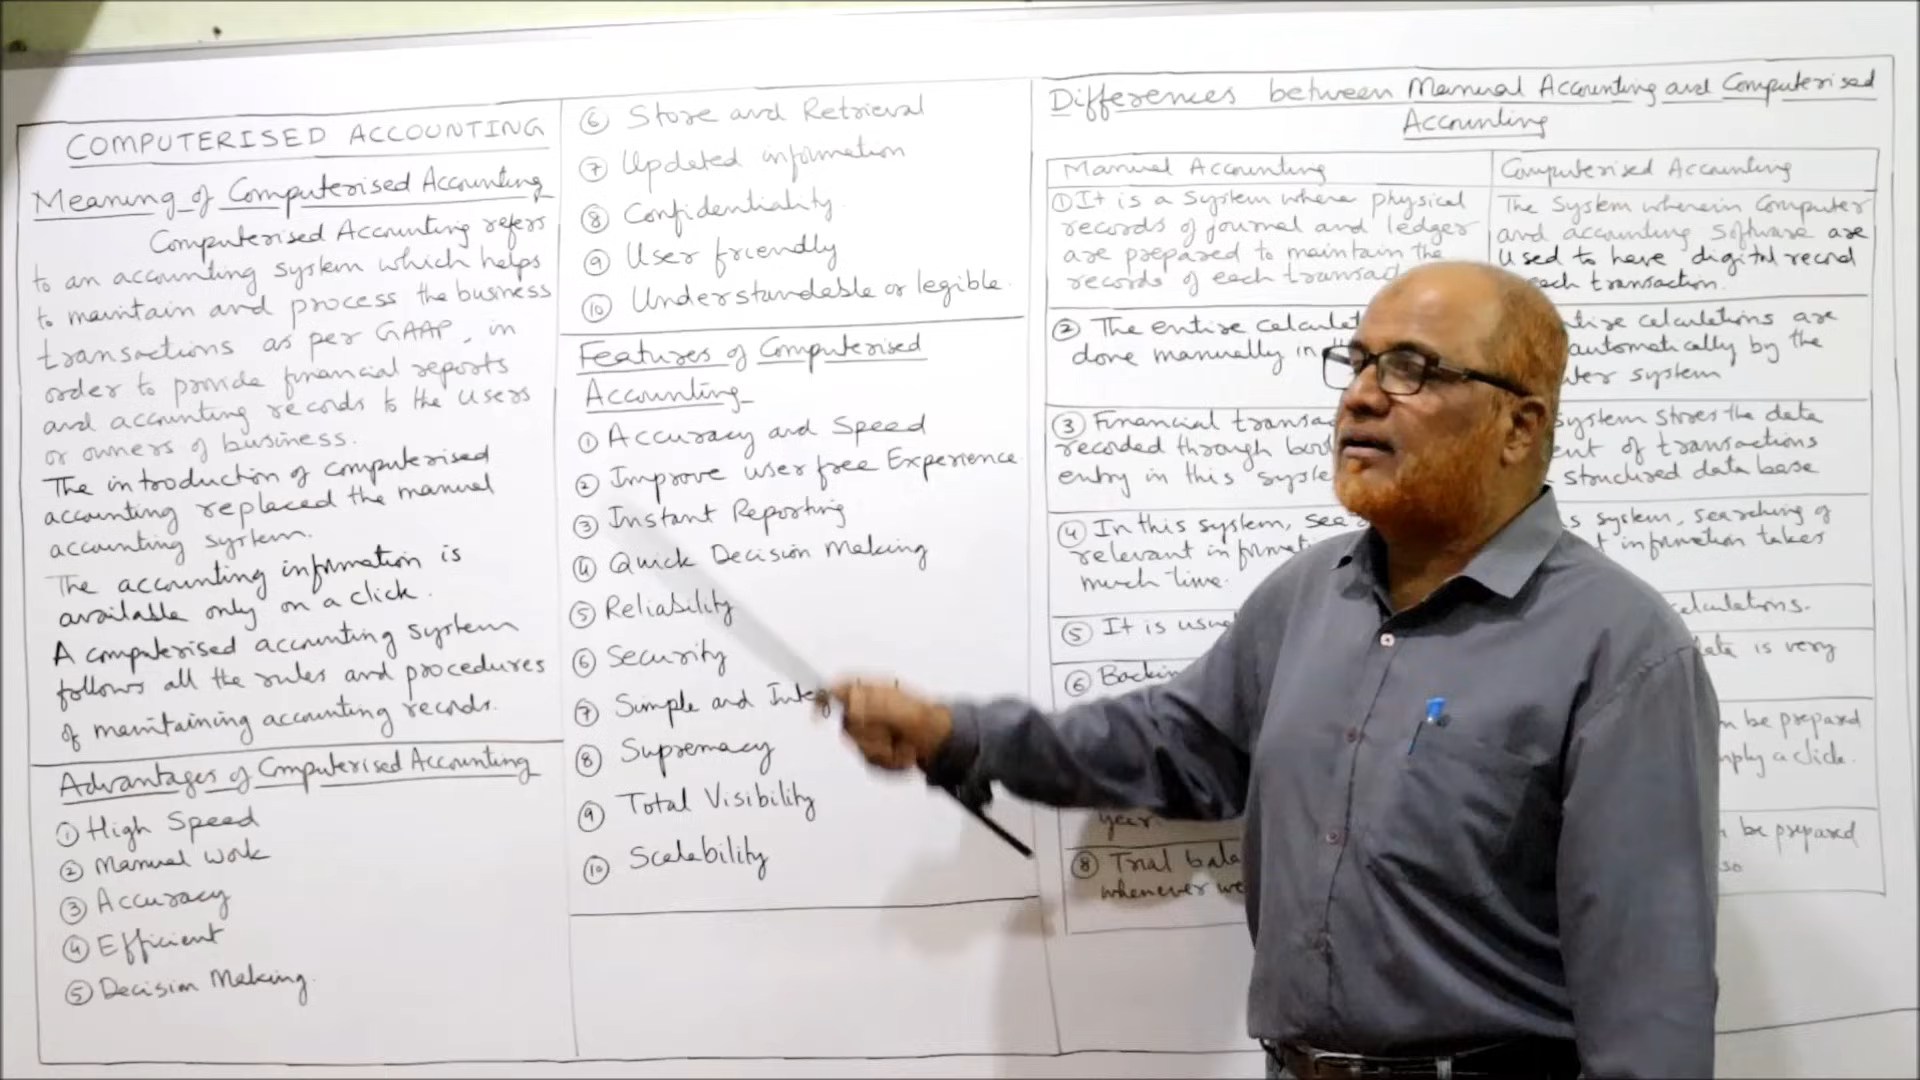 COMPUTERISED ACCOUNTING
Meaning of Computerised Accounting
Computerised Accounting refers
to an accounting system which helps
to maintain and process the business
transactions as per GAAP, in
order to provide financial reports
and accounting records to the users
or owners of business.
The introduction of computerised
accounting replaced the manual
accounting system.
The accounting information is
available only on a click.
A computerised accounting system
follows all the rules and procedures
of maintaining accounting records.
Advantages of Computerised Accounting
① High Speed
② Manual work
③ Accuracy
④ Efficient
⑤ Decision Making.
⑥ Store and Retrieval
⑦ Updated information
⑧ Confidentiality
⑨ User friendly
⑩ Understandable or legible.
Features of Computerised
Accounting
① Accuracy and Speed
② Improve user free Experience
③ Instant Reporting
④ Quick Decision Making
⑤ Reliability
⑥ Security
⑦ Simple and
⑧ Supremacy
⑨ Total Visibility
⑩ Scalability
Differences between Manual Accounting and Computerised
Accounting
Manual Accounting
① It is a system where physical
records of journal and ledger
are prepared to maintain the
records of each
② The entire
done manually in
③ Financial
recorded through
entry in this
④ In this system,
relevant
much time.
⑤ It is
⑥
year.
⑧ Trial
whenever we
Computerised Accounting
The System wherein Computer
and accounting software are
used to have digital record
each transaction.
calculations are
automatically by the
system
system stores the data
of transactions
structured data base
system, searching of
information takes
calculations.
data is very
be prepared
a click.
be prepared